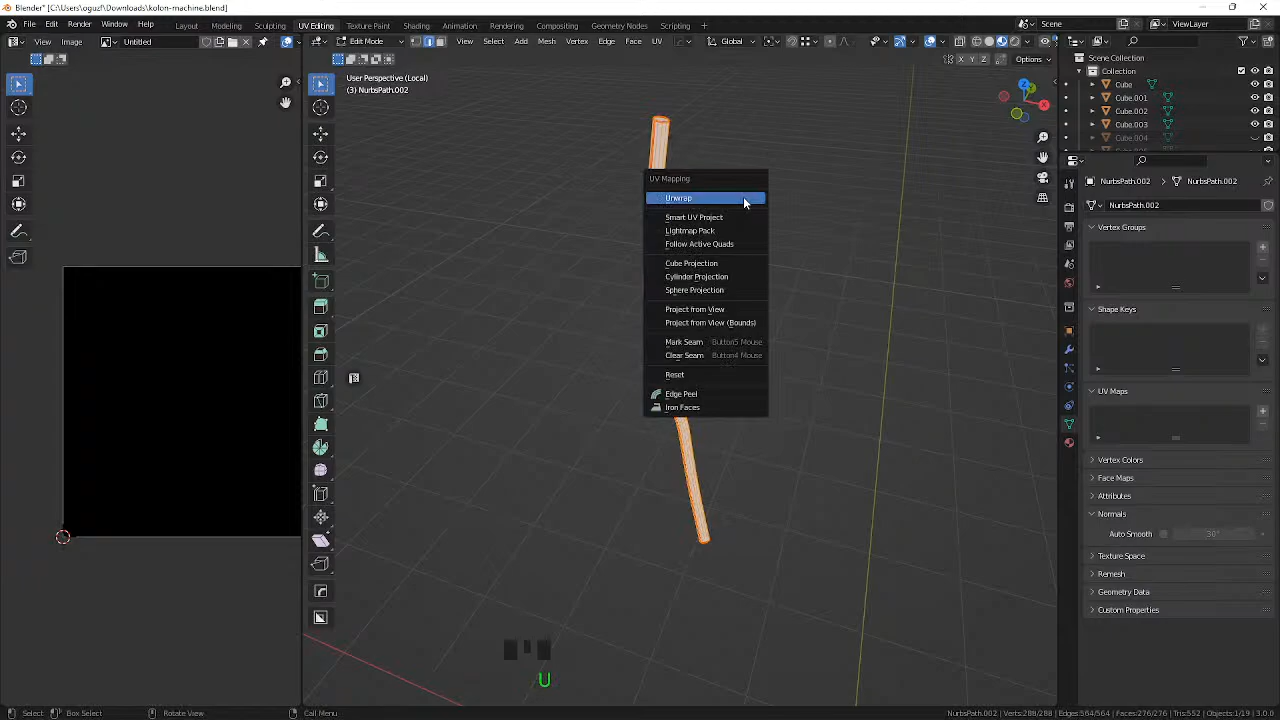 Blender* [C:\Users\oguzl\Downloads\kolon-machine.blend]
File Edit Render Window Help Layout Modeling Sculpting UV Editing Texture Paint Shading Animation Rendering Compositing Geometry Nodes Scripting + Scene ViewLayer
View Image Untitled Edit Mode View Select Add Mesh Vertex Edge Face UV Global
X Y Z Options
Scene Collection
User Perspective (Local)
(3) NurbsPath.002
Collection
Cube
Cube.001
Cube.002
Cube.003
Cube.004
NurbsPath.002 NurbsPath.002
NurbsPath.002
UV Mapping
Unwrap
Smart UV Project
Lightmap Pack
Follow Active Quads
Cube Projection
Cylinder Projection
Sphere Projection
Project from View
Project from View (Bounds)
Mark Seam Button5 Mouse
Clear Seam Button4 Mouse
Reset
Edge Peel
Iron Faces
Vertex Groups
Shape Keys
UV Maps
Vertex Colors
Face Maps
Attributes
Normals
Auto Smooth 30°
Texture Space
Remesh
Geometry Data
Custom Properties
U
Select Box Select Rotate View Call Menu NurbsPath.002 | Verts:288/288 | Edges:564/564 | Faces:276/276 | Tris:552 | Objects:1/19 | 3.0.0